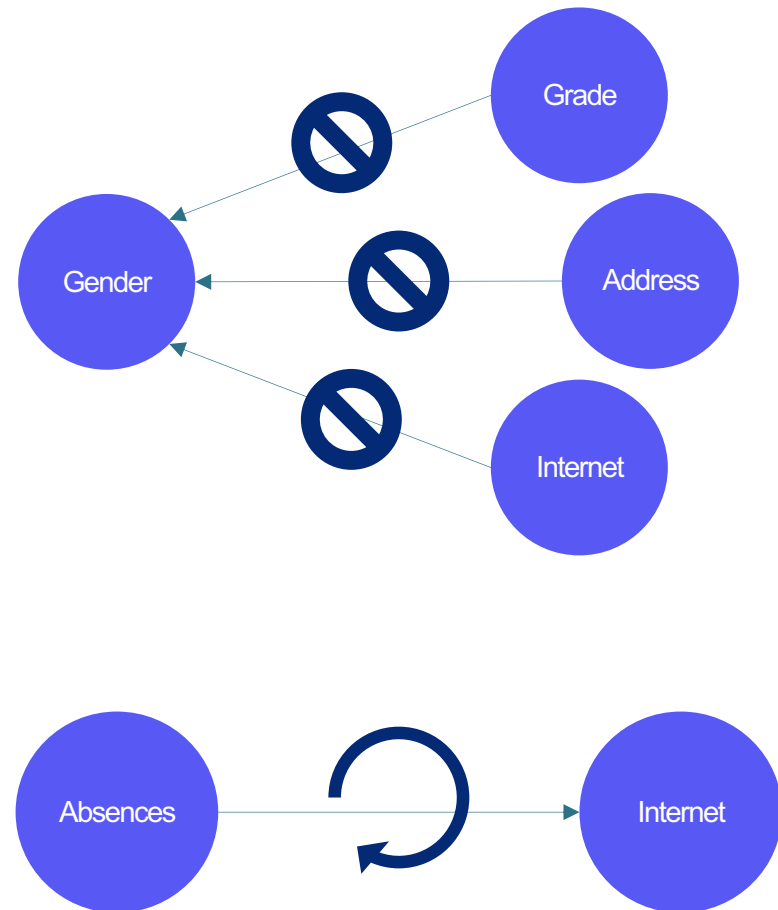 Grade
Gender
Address
Internet
Absences
Internet